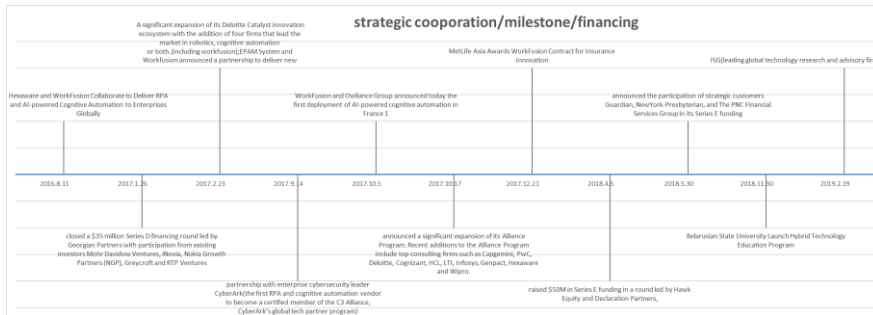 strategic cooporation/milestone/financing
A significant expansion of its Deloitte Catalyst innovation
ecosystem with the addition of four firms that lead the
market in robotics, cognitive automation
or both.(including workfusion);EPAM System and
Workfusion announced a partnership to deliver new
MetLife Asia Awards WorkFusion Contract for Insurance
Innovation
ISG(leading global technology research and advisory fir
Hexaware and WorkFusion Collaborate to Deliver RPA
and AI-powered Cognitive Automation to Enterprises
Globally
WorkFusion and Owliance Group announced today the
first deployment of AI-powered cognitive automation in
France 1
announced the participation of strategic customers
Guardian, NewYork-Presbyterian, and The PNC Financial
Services Group in its Series E funding
2016.8.11
2017.1.26
2017.2.23
2017.9.14
2017.10.5
2017.10.17
2017.12.21
2018.4.5
2018.5.30
2018.11.30
2019.2.19
closed a $35 million Series D financing round led by
Georgian Partners with participation from existing
investors Mohr Davidow Ventures, iNovia, Nokia Growth
Partners (NGP), Greycroft and RTP Ventures
announced a significant expansion of its Alliance
Program. Recent additions to the Alliance Program
include top consulting firms such as Capgemini, PwC,
Deloitte, Cognizant, HCL, LTI, Infosys, Genpact, Hexaware
and Wipro.
Belarusian State University Launch Hybrid Technology
Education Program
partnership with enterprise cybersecurity leader
CyberArk(the first RPA and cognitive automation vendor
to become a certified member of the C3 Alliance,
CyberArk's global tech partner program)
raised $50M in Series E funding in a round led by Hawk
Equity and Declaration Partners,